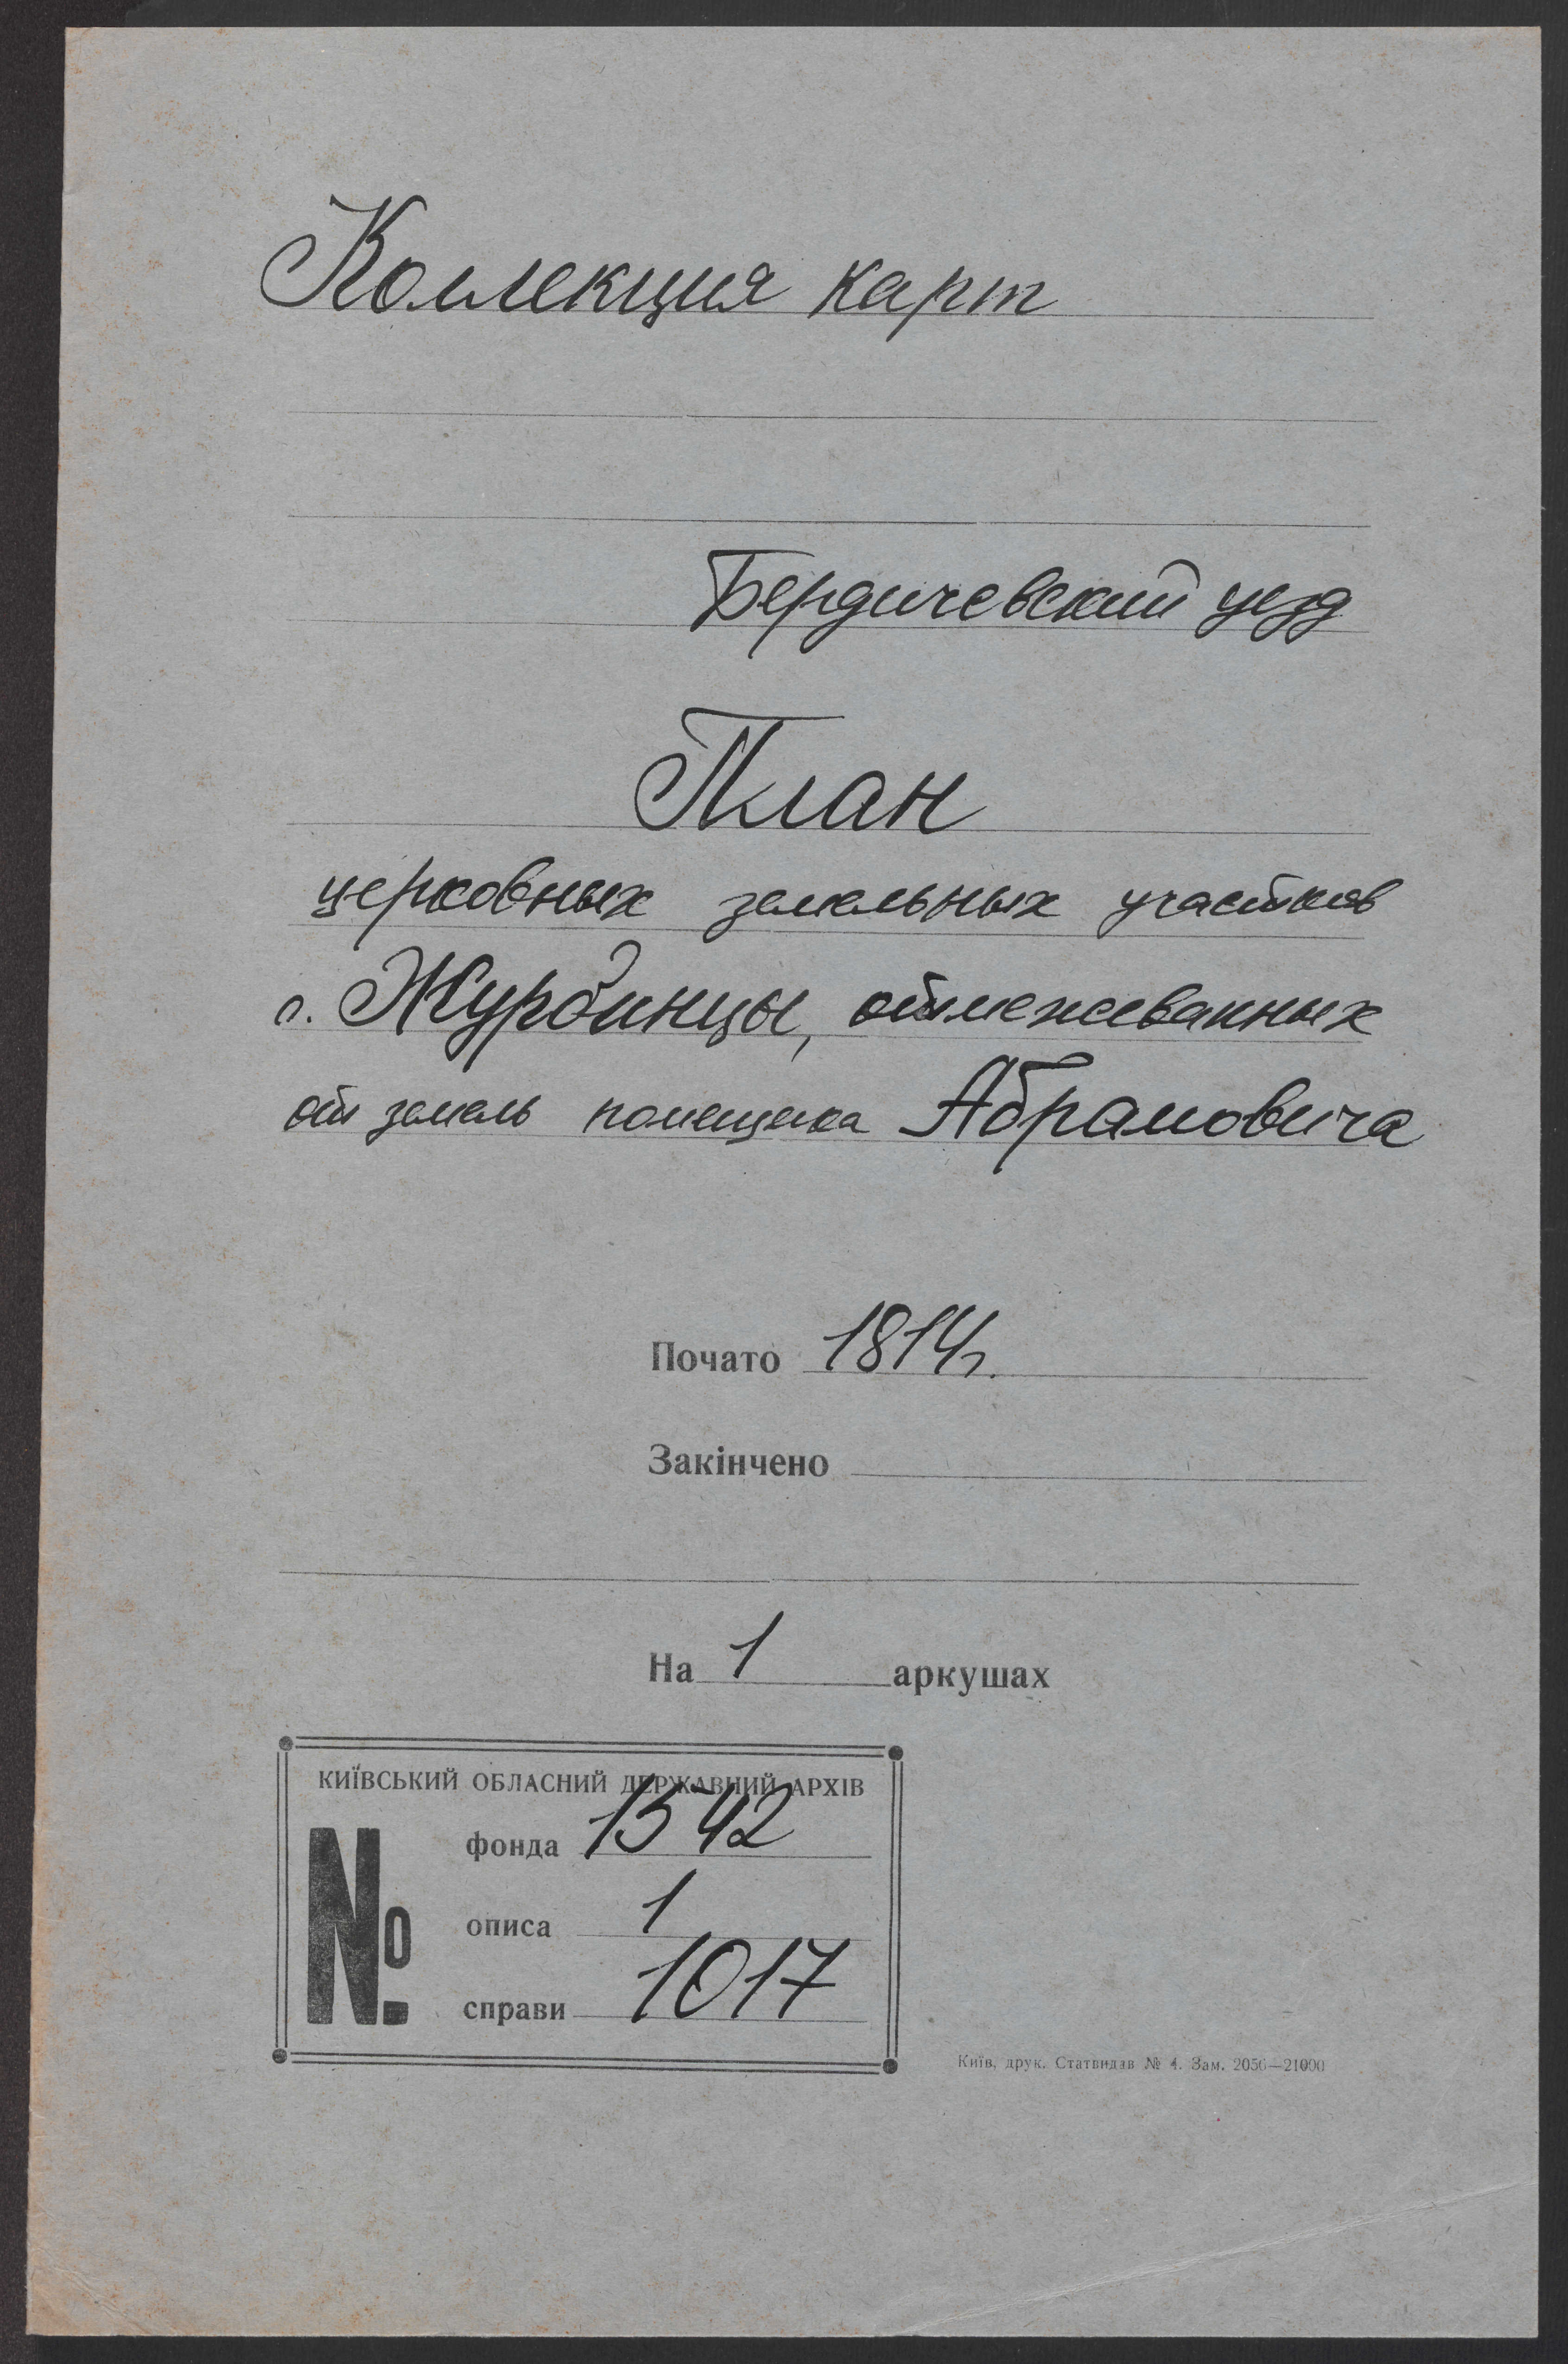 Коллекция карт
Бердичевский уезд
План
церковных земельных участков
с. Журбинцы, отмежеванных
от земель помещика Абрамовича
Почато 1814г.
Закінчено
На 1 аркушах
КИЇВСЬКИЙ ОБЛАСНИЙ ДЕРЖАВНИЙ АРХІВ
№
фонда 1542
описа 1
справи 1017
Київ, друк. Статвидав № 4. Зам. 2056—21000